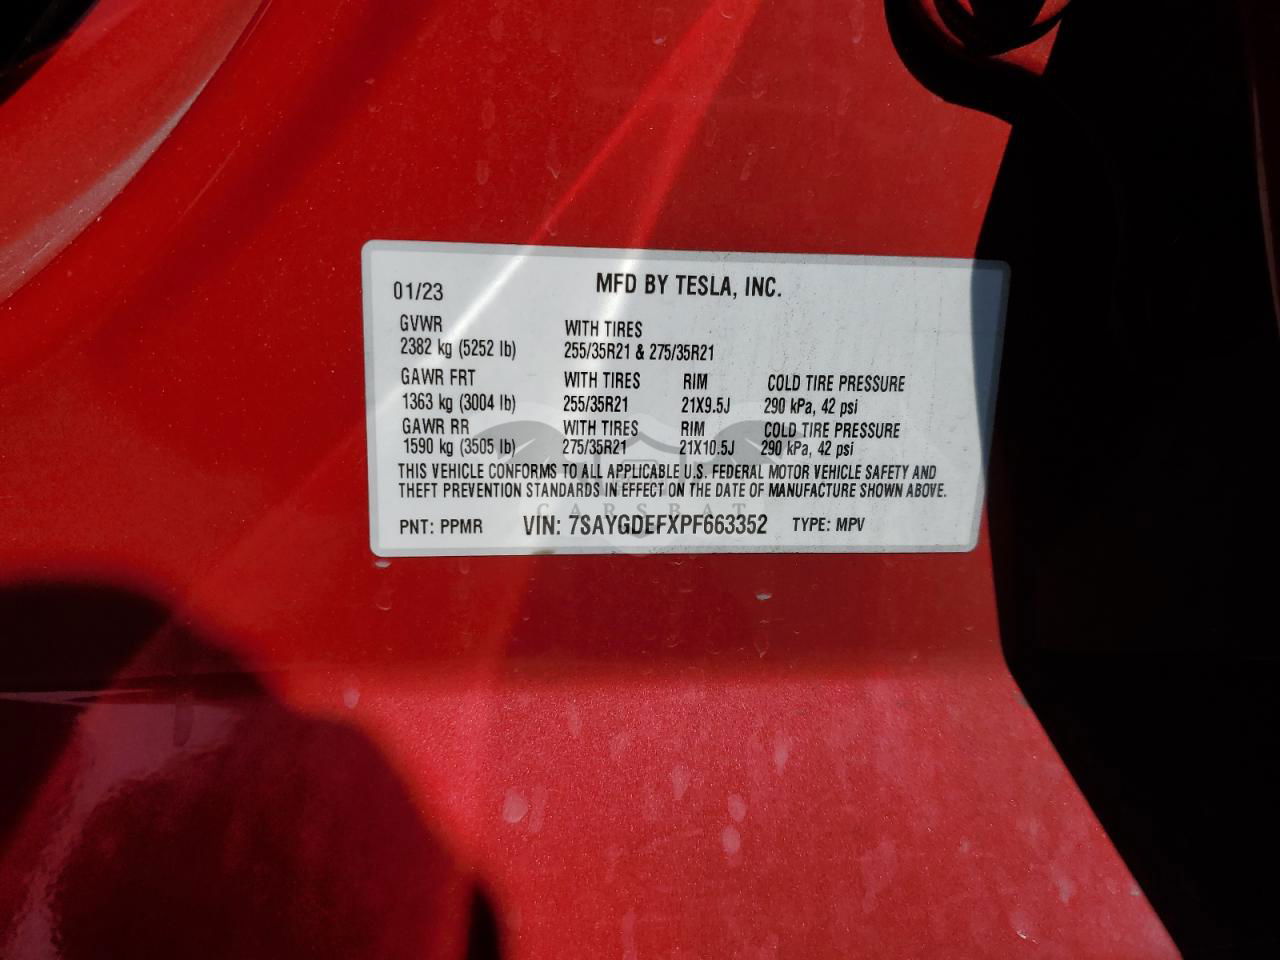 01/23 MFD BY TESLA, INC.
GVWR WITH TIRES
2382 kg (5252 lb) 255/35R21 & 275/35R21
GAWR FRT WITH TIRES RIM COLD TIRE PRESSURE
1363 kg (3004 lb) 255/35R21 21X9.5J 290 kPa, 42 psi
GAWR RR WITH TIRES RIM COLD TIRE PRESSURE
1590 kg (3505 lb) 275/35R21 21X10.5J 290 kPa, 42 psi
THIS VEHICLE CONFORMS TO ALL APPLICABLE U.S. FEDERAL MOTOR VEHICLE SAFETY AND
THEFT PREVENTION STANDARDS IN EFFECT ON THE DATE OF MANUFACTURE SHOWN ABOVE.
CARSBAT
PNT: PPMR VIN: 7SAYGDEFXPF663352 TYPE: MPV